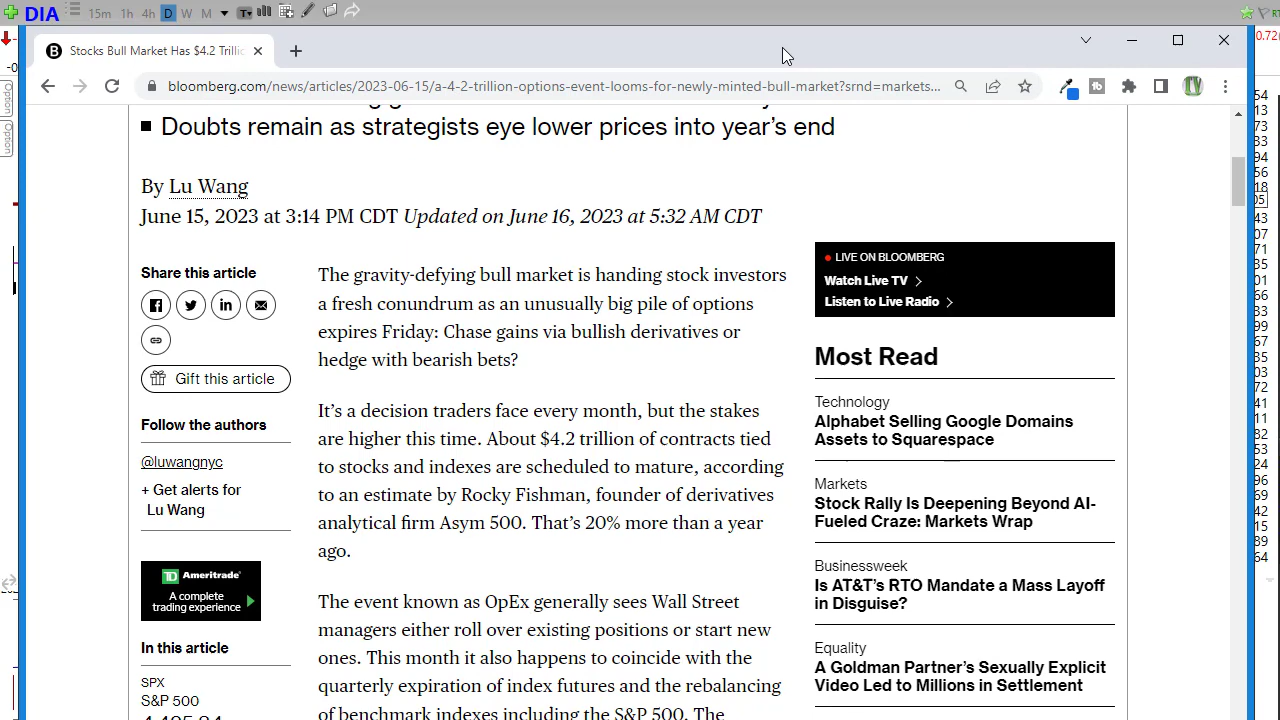 DIA
15m 1h 4h D W M T
0.72
-0
Stocks Bull Market Has $4.2 Trillic
bloomberg.com/news/articles/2023-06-15/a-4-2-trillion-options-event-looms-for-newly-minted-bull-market?srnd=markets...
Option
Option
■ Doubts remain as strategists eye lower prices into year’s end
By Lu Wang
June 15, 2023 at 3:14 PM CDT Updated on June 16, 2023 at 5:32 AM CDT
Share this article
Gift this article
Follow the authors
@luwangnyc
+ Get alerts for
Lu Wang
TD Ameritrade
A complete
trading experience
In this article
SPX
S&P 500
The gravity-defying bull market is handing stock investors
a fresh conundrum as an unusually big pile of options
expires Friday: Chase gains via bullish derivatives or
hedge with bearish bets?
It’s a decision traders face every month, but the stakes
are higher this time. About $4.2 trillion of contracts tied
to stocks and indexes are scheduled to mature, according
to an estimate by Rocky Fishman, founder of derivatives
analytical firm Asym 500. That’s 20% more than a year
ago.
The event known as OpEx generally sees Wall Street
managers either roll over existing positions or start new
ones. This month it also happens to coincide with the
quarterly expiration of index futures and the rebalancing
of benchmark indexes including the S&P 500. The
LIVE ON BLOOMBERG
Watch Live TV
Listen to Live Radio
Most Read
Technology
Alphabet Selling Google Domains
Assets to Squarespace
Markets
Stock Rally Is Deepening Beyond AI-
Fueled Craze: Markets Wrap
Businessweek
Is AT&T’s RTO Mandate a Mass Layoff
in Disguise?
Equality
A Goldman Partner’s Sexually Explicit
Video Led to Millions in Settlement